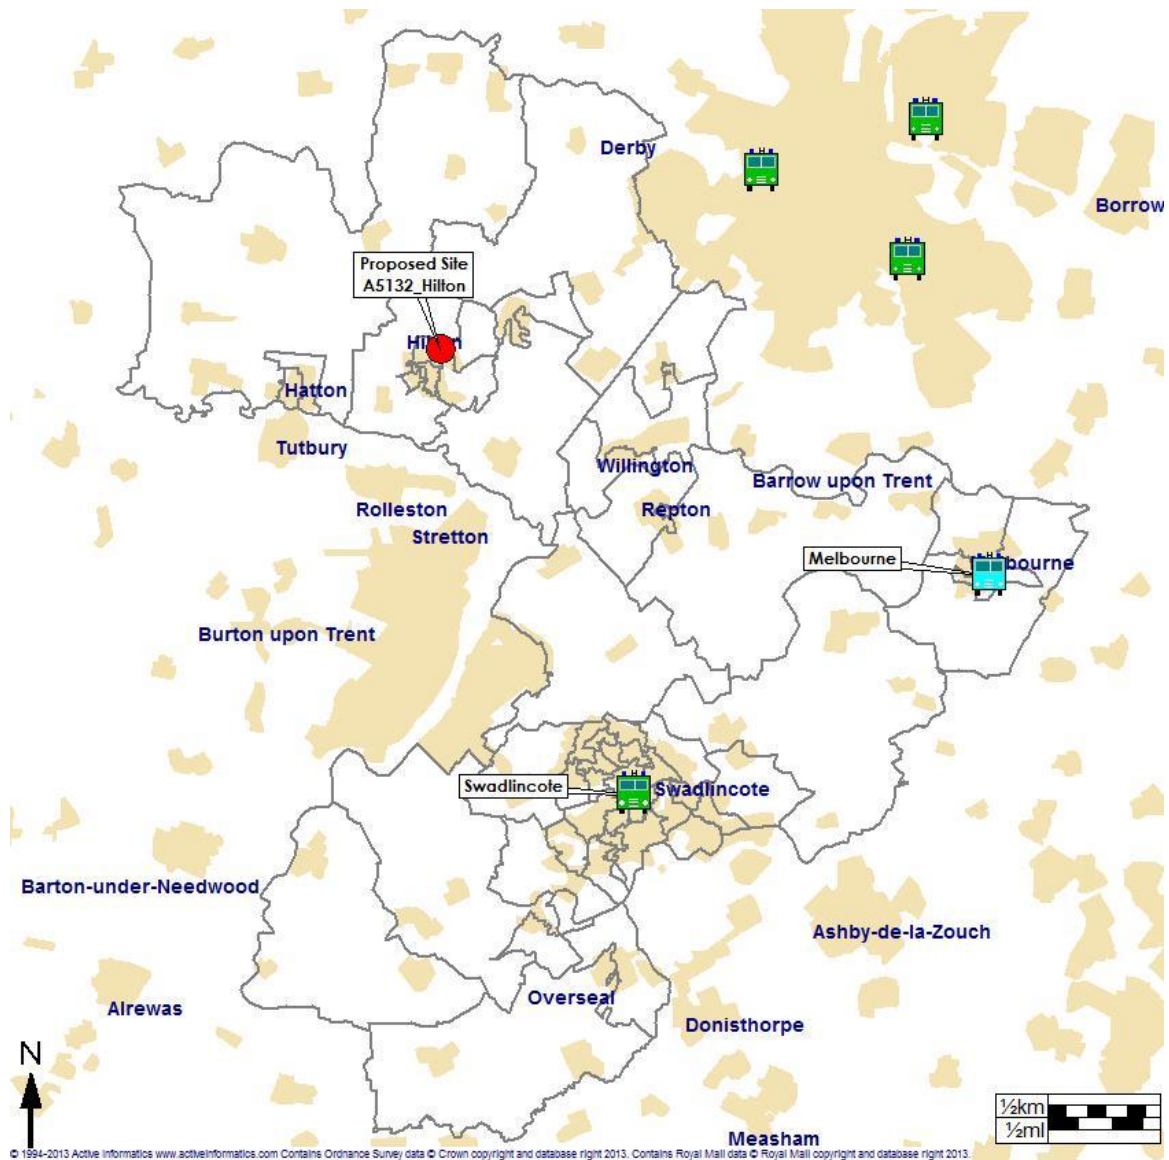 Derby
Borrow
Proposed Site
A5132_Hilton
Hatton
Tutbury
Willington
Barrow upon Trent
Rolleston
Repton
Stretton
Melbourne
bourne
Burton upon Trent
Swadlincote
Swadlincote
Barton-under-Needwood
Ashby-de-la-Zouch
Overseal
Alrewas
Donisthorpe
N
½km
½ml
Measham
© 1994-2013 Active Informatics www.activeinformatics.com Contains Ordnance Survey data © Crown copyright and database right 2013. Contains Royal Mail data © Royal Mail copyright and database right 2013.